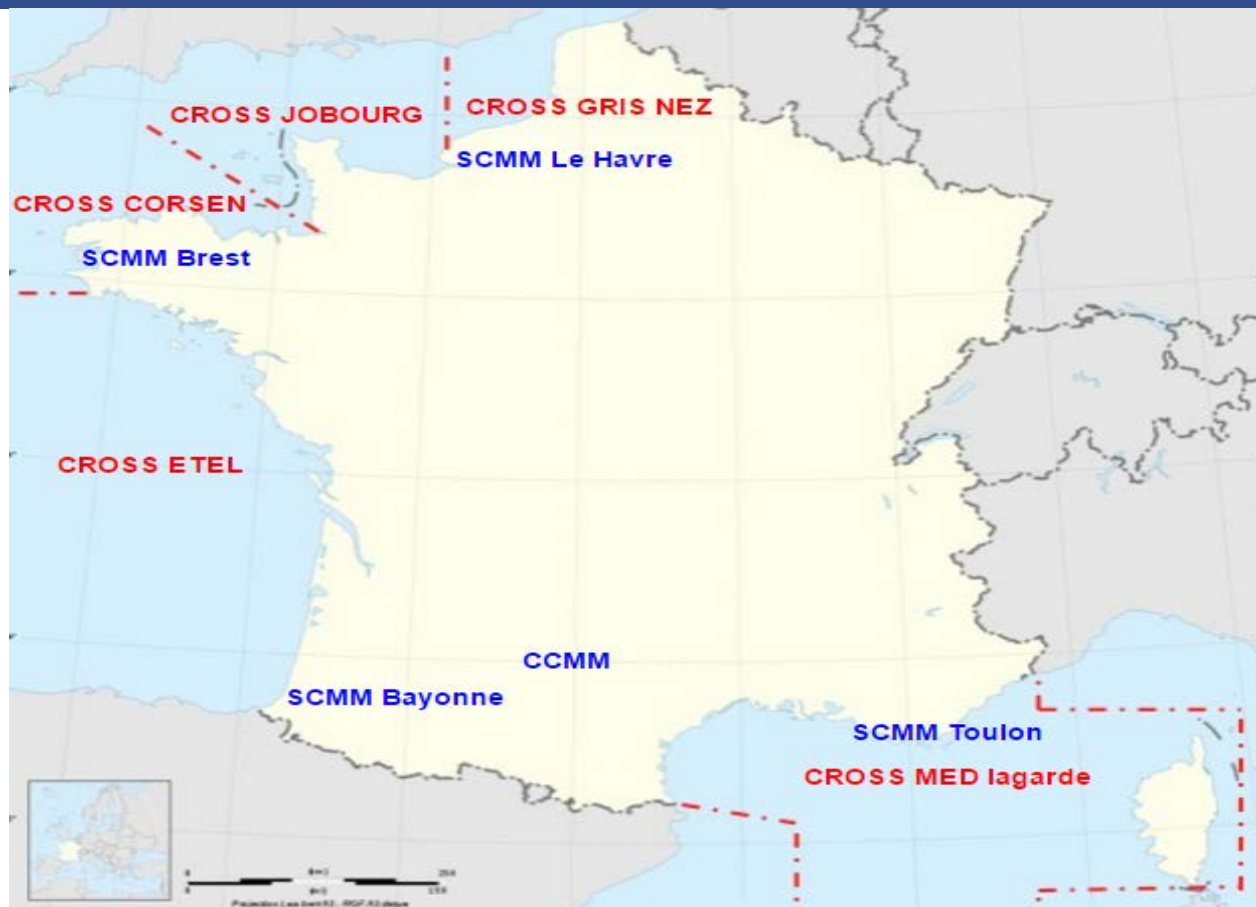 CROSS JOBOURG
CROSS GRIS NEZ
SCMM Le Havre
CROSS CORSEN
SCMM Brest
CROSS ETEL
CCMM
SCMM Bayonne
SCMM Toulon
CROSS MED lagarde